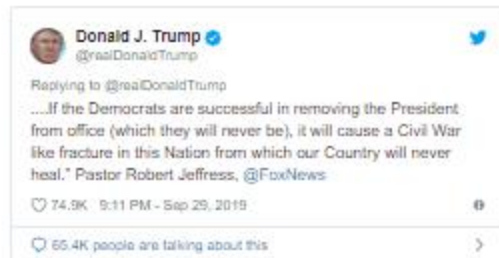 Donald J. Trump
@realDonaldTrump
Replying to @realDonaldTrump
....If the Democrats are successful in removing the President
from office (which they will never be), it will cause a Civil War
like fracture in this Nation from which our Country will never
heal." Pastor Robert Jeffress, @FoxNews
74.9K 9:11 PM - Sep 29, 2019
65.4K people are talking about this